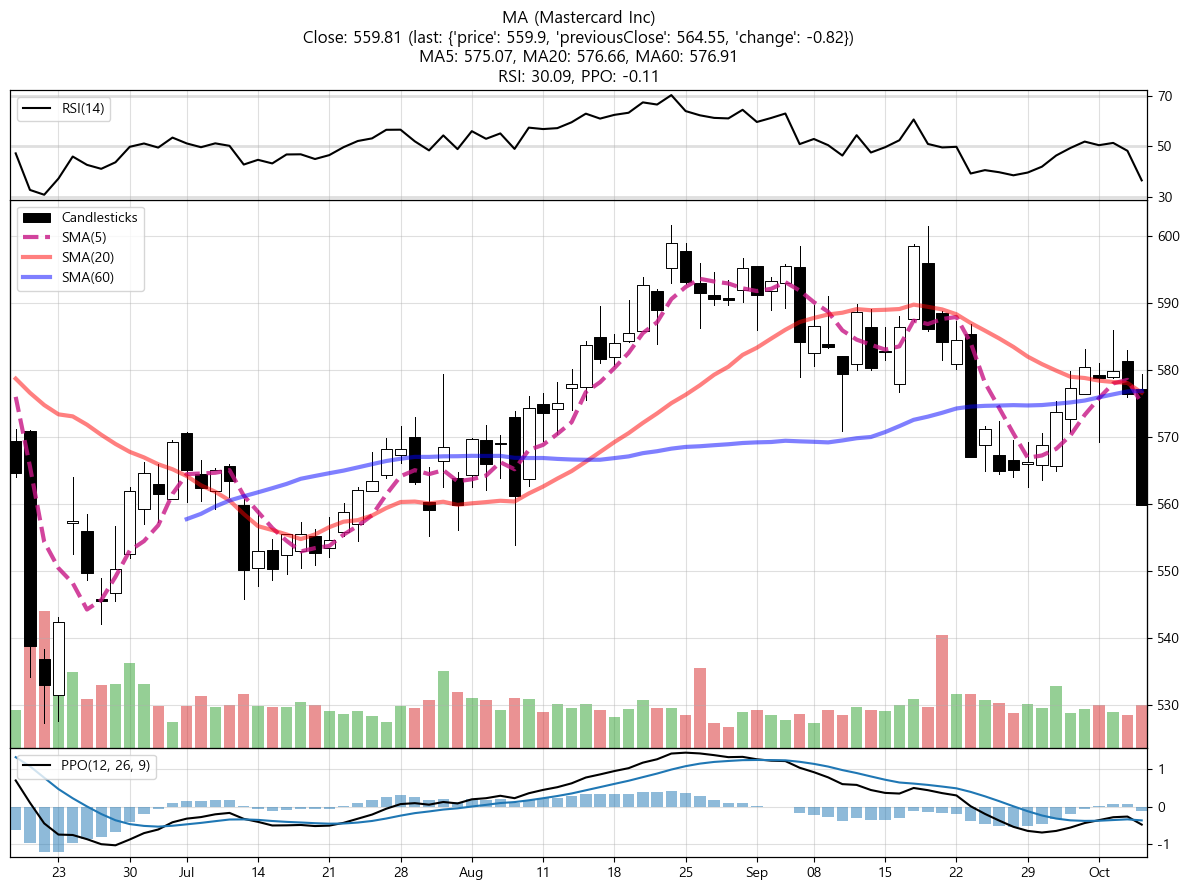 MA (Mastercard Inc)
Close: 559.81 (last: {'price': 559.9, 'previousClose': 564.55, 'change': -0.82})
MA5: 575.07, MA20: 576.66, MA60: 576.91
RSI: 30.09, PPO: -0.11
RSI(14)
70
50
30
Candlesticks
SMA(5)
SMA(20)
SMA(60)
600
590
580
570
560
550
540
530
PPO(12, 26, 9)
1
0
-1
23 30 Jul 14 21 28 Aug 11 18 25 Sep 08 15 22 29 Oct